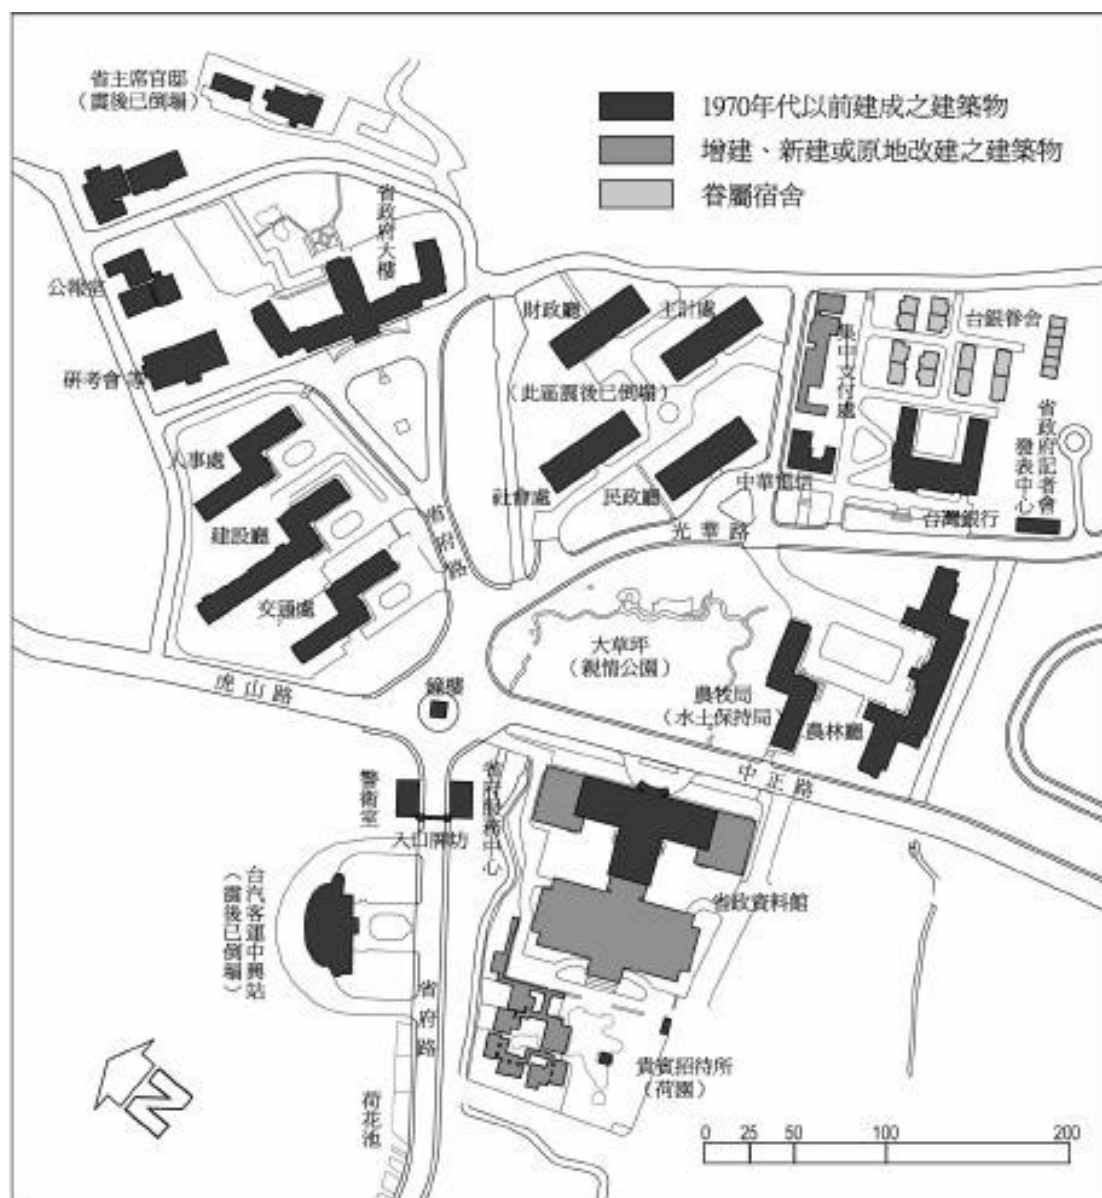 省主席官邸
（震後已倒塌）
1970年代以前建成之建築物
增建、新建或原地改建之建築物
眷屬宿舍
省政府大樓
公報室
研考會等
財政廳
主計處
（此區震後已倒塌）
社會處
民政廳
集中支付處
台銀眷舍
中華電信
台灣銀行
省政府記者會
發表中心
人事處
建設廳
交通處
省府路
光華路
大草坪
（親情公園）
農牧局
（水土保持局）
農林廳
虎山路
鐘樓
中正路
警衛室
入口牌坊
省府服務中心
省政資料館
台汽客運中興站
（震後已倒塌）
省府路
貴賓招待所
（荷園）
荷花池
N
0 25 50 100 200